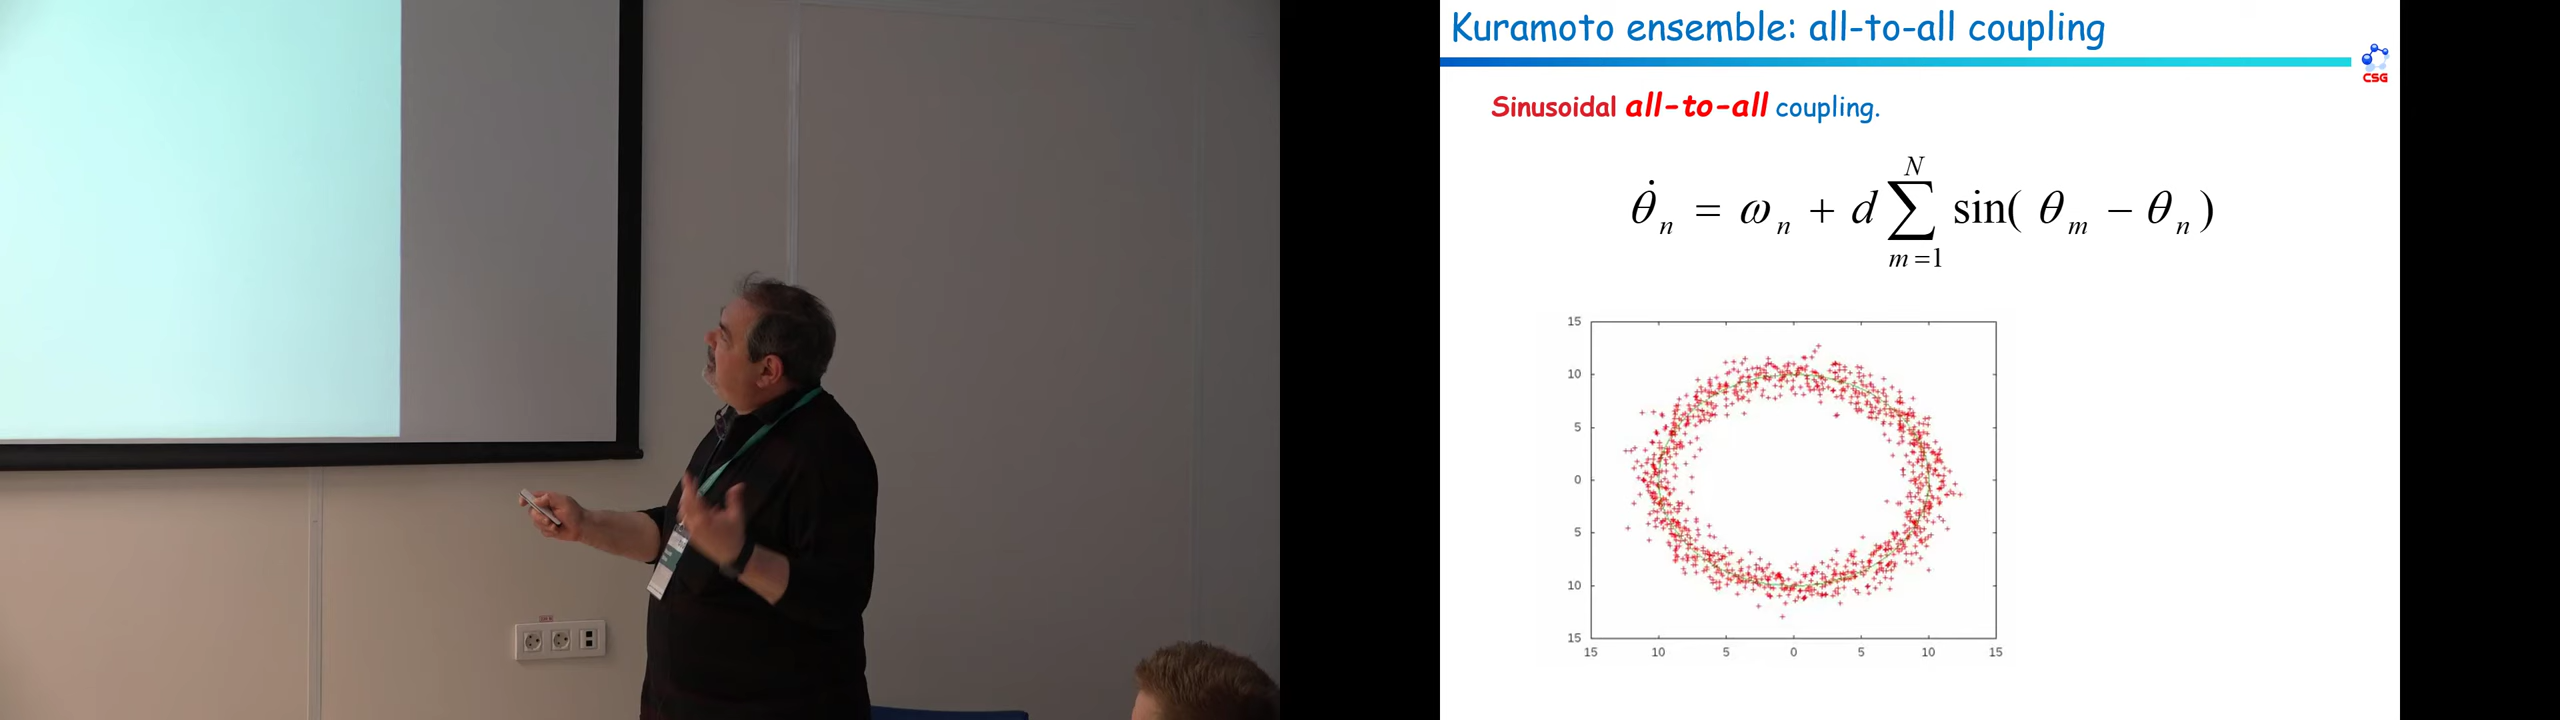 Kuramoto ensemble: all-to-all coupling
CSG
Sinusoidal all-to-all coupling.
θ̇ₙ = ωₙ + d ∑ₘ₌₁ᴺ sin( θₘ − θₙ )
15
10
5
0
5
10
15
15 10 5 0 5 10 15